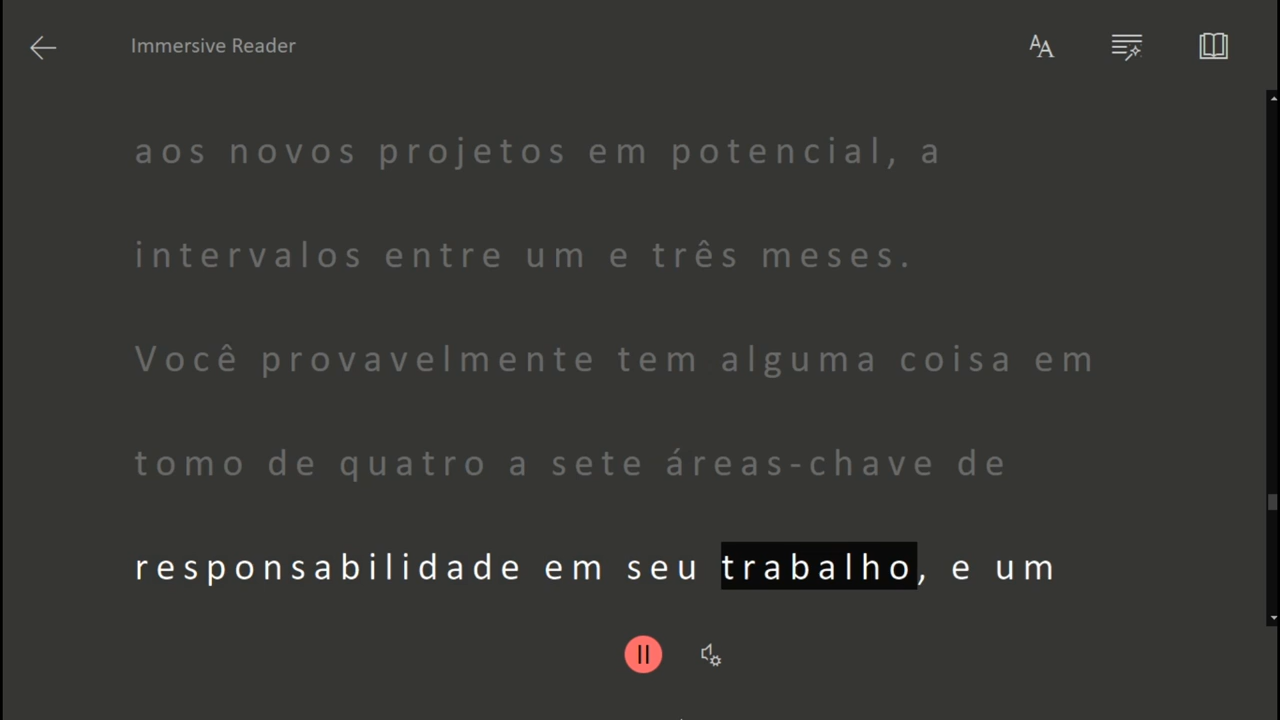 Immersive Reader
aos novos projetos em potencial, a
intervalos entre um e três meses.
Você provavelmente tem alguma coisa em
tomo de quatro a sete áreas-chave de
responsabilidade em seu trabalho, e um